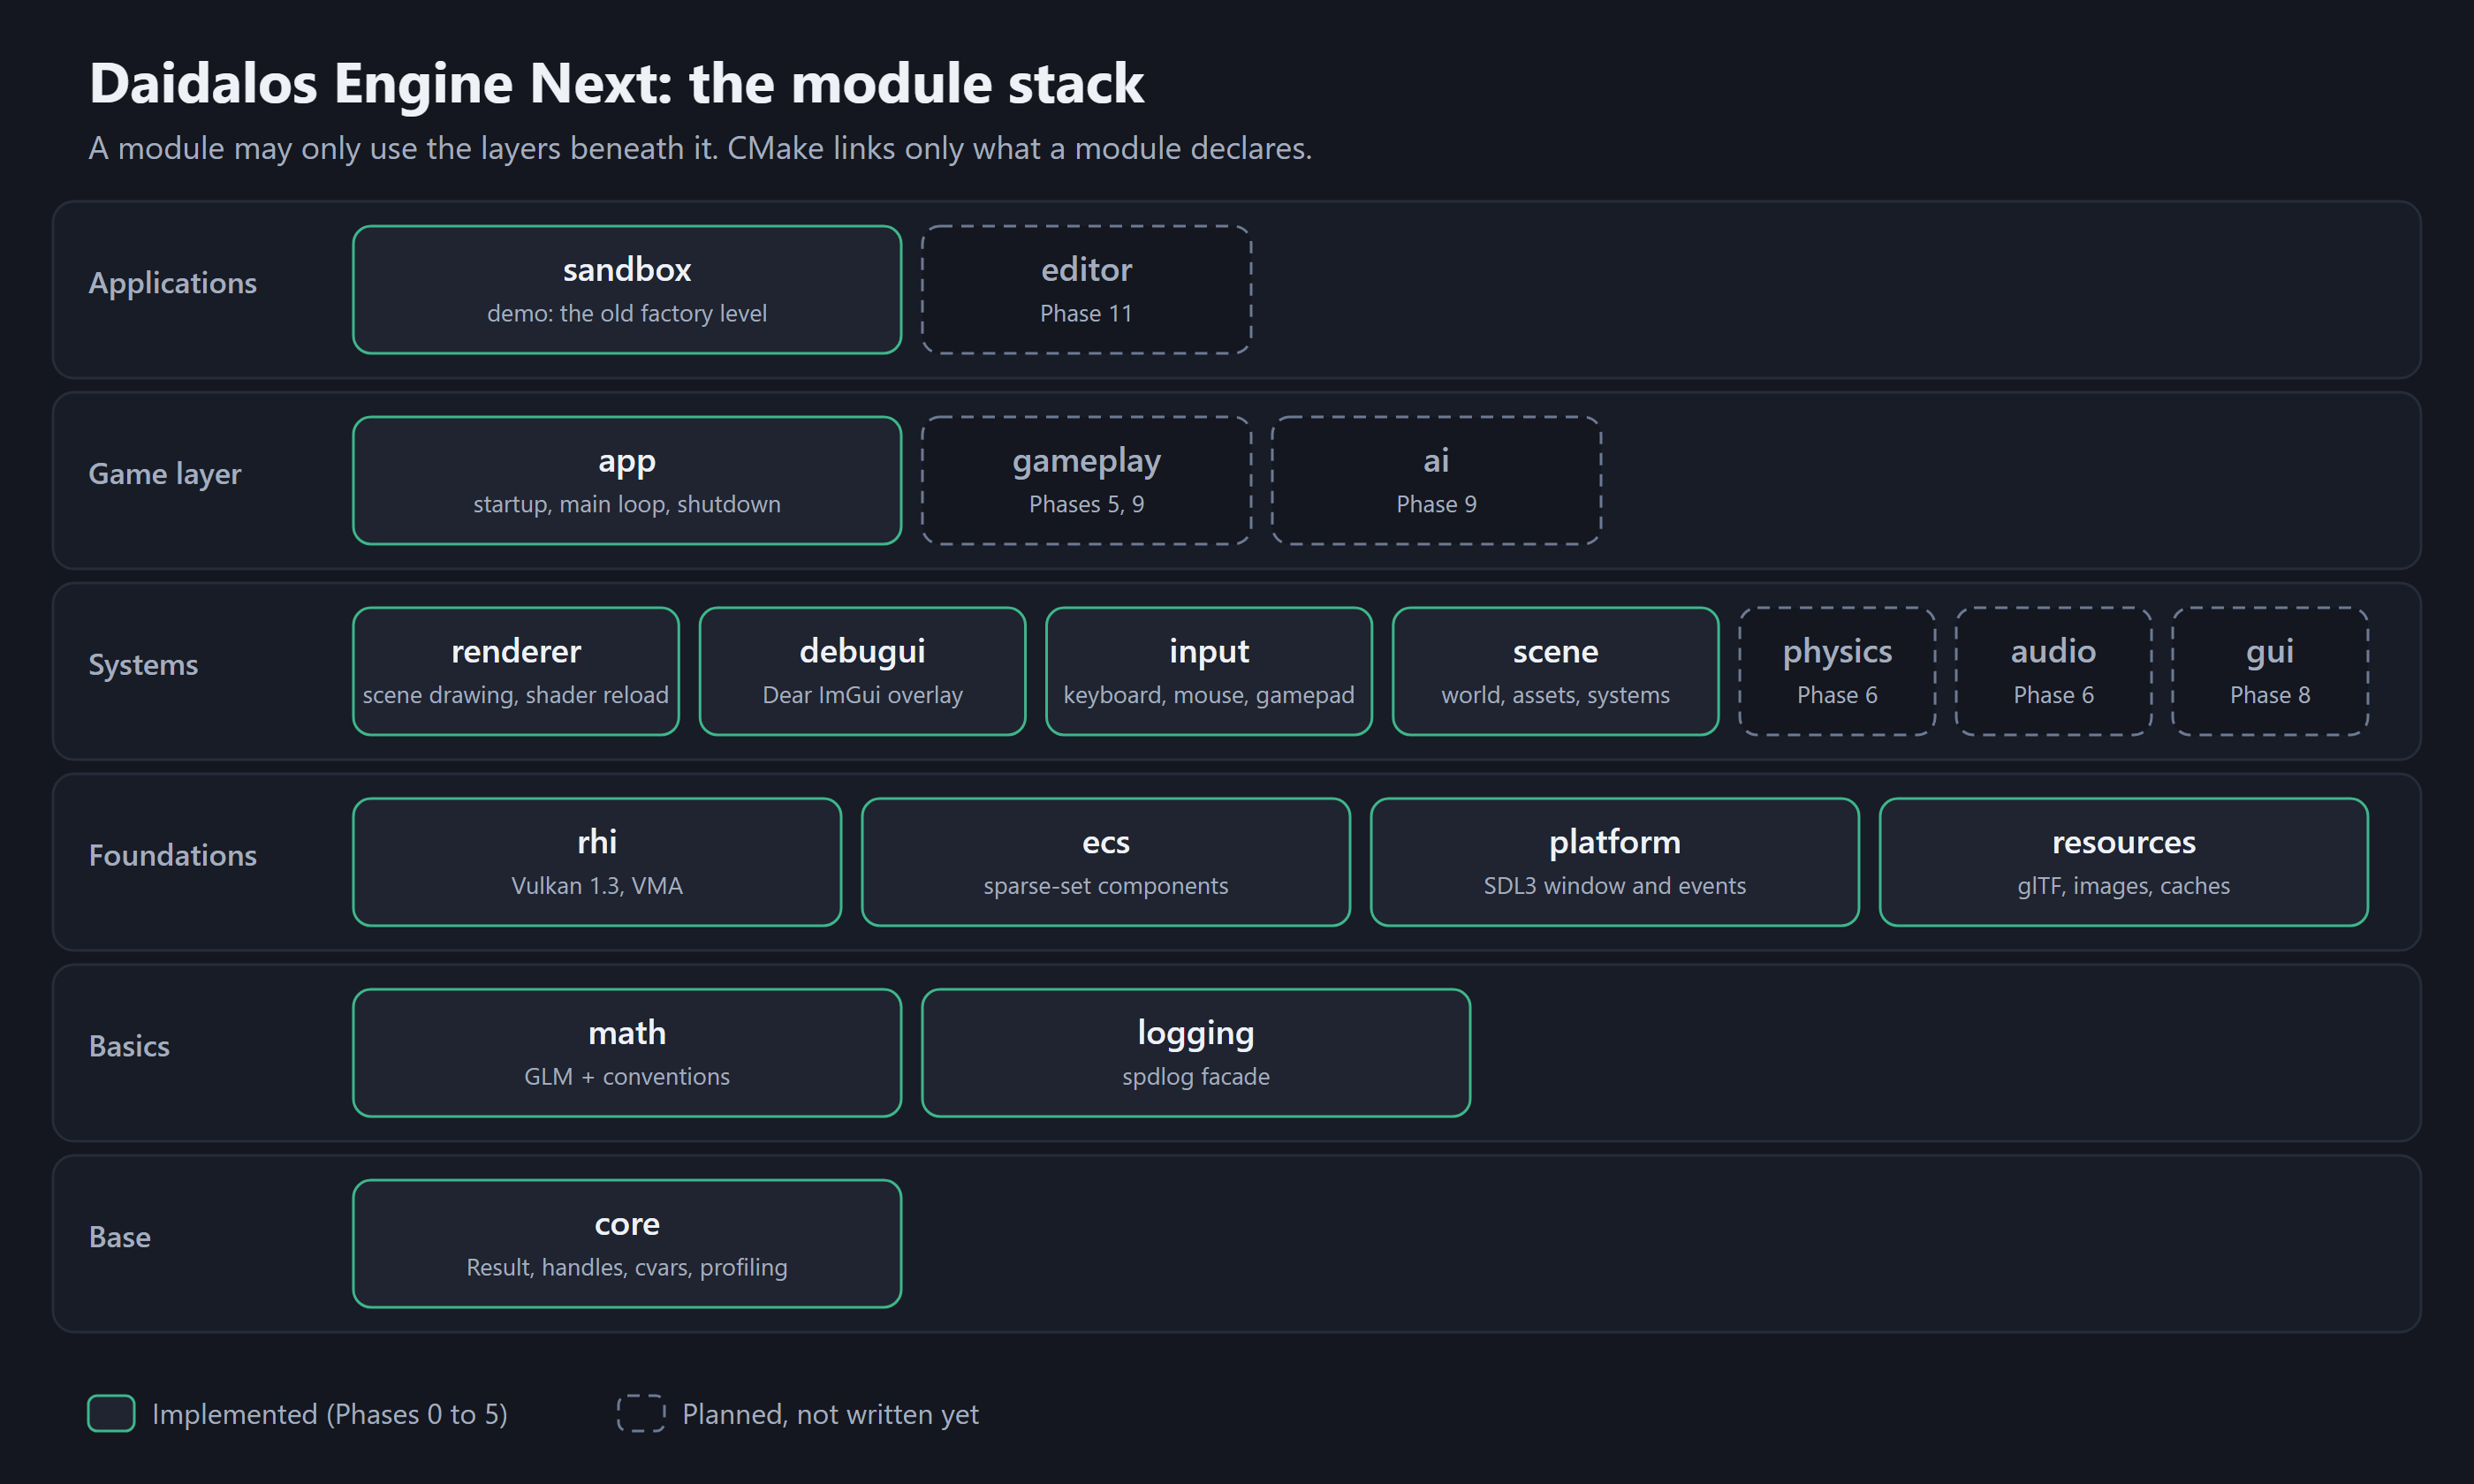 Daidalos Engine Next: the module stack
A module may only use the layers beneath it. CMake links only what a module declares.
Applications
sandbox
demo: the old factory level
editor
Phase 11
Game layer
app
startup, main loop, shutdown
gameplay
Phases 5, 9
ai
Phase 9
Systems
renderer
scene drawing, shader reload
debugui
Dear ImGui overlay
input
keyboard, mouse, gamepad
scene
world, assets, systems
physics
Phase 6
audio
Phase 6
gui
Phase 8
Foundations
rhi
Vulkan 1.3, VMA
ecs
sparse-set components
platform
SDL3 window and events
resources
glTF, images, caches
Basics
math
GLM + conventions
logging
spdlog facade
Base
core
Result, handles, cvars, profiling
Implemented (Phases 0 to 5)
Planned, not written yet